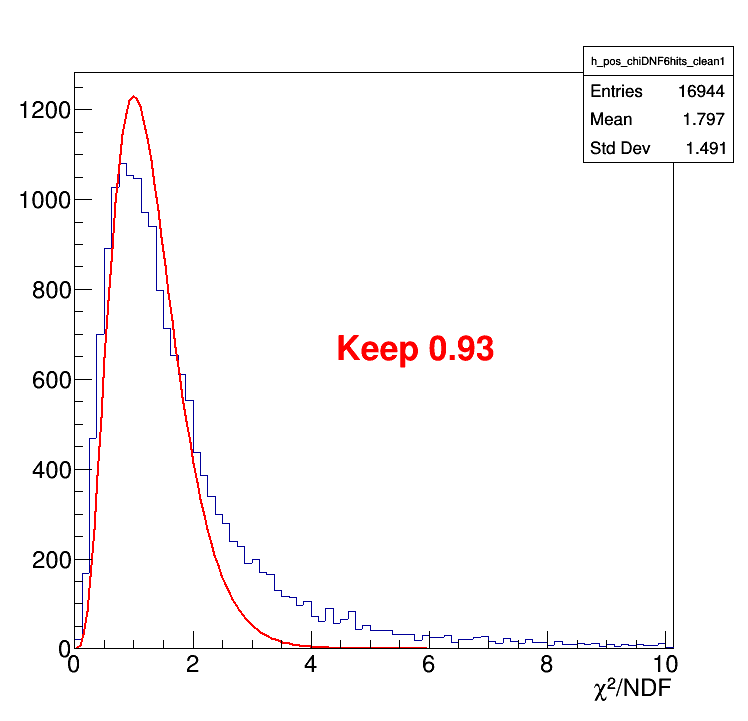 h_pos_chiDNF6hits_clean1
Entries 16944
Mean 1.797
Std Dev 1.491
1200
1000
800
600
400
200
0
Keep 0.93
0 2 4 6 8 10
χ²/NDF